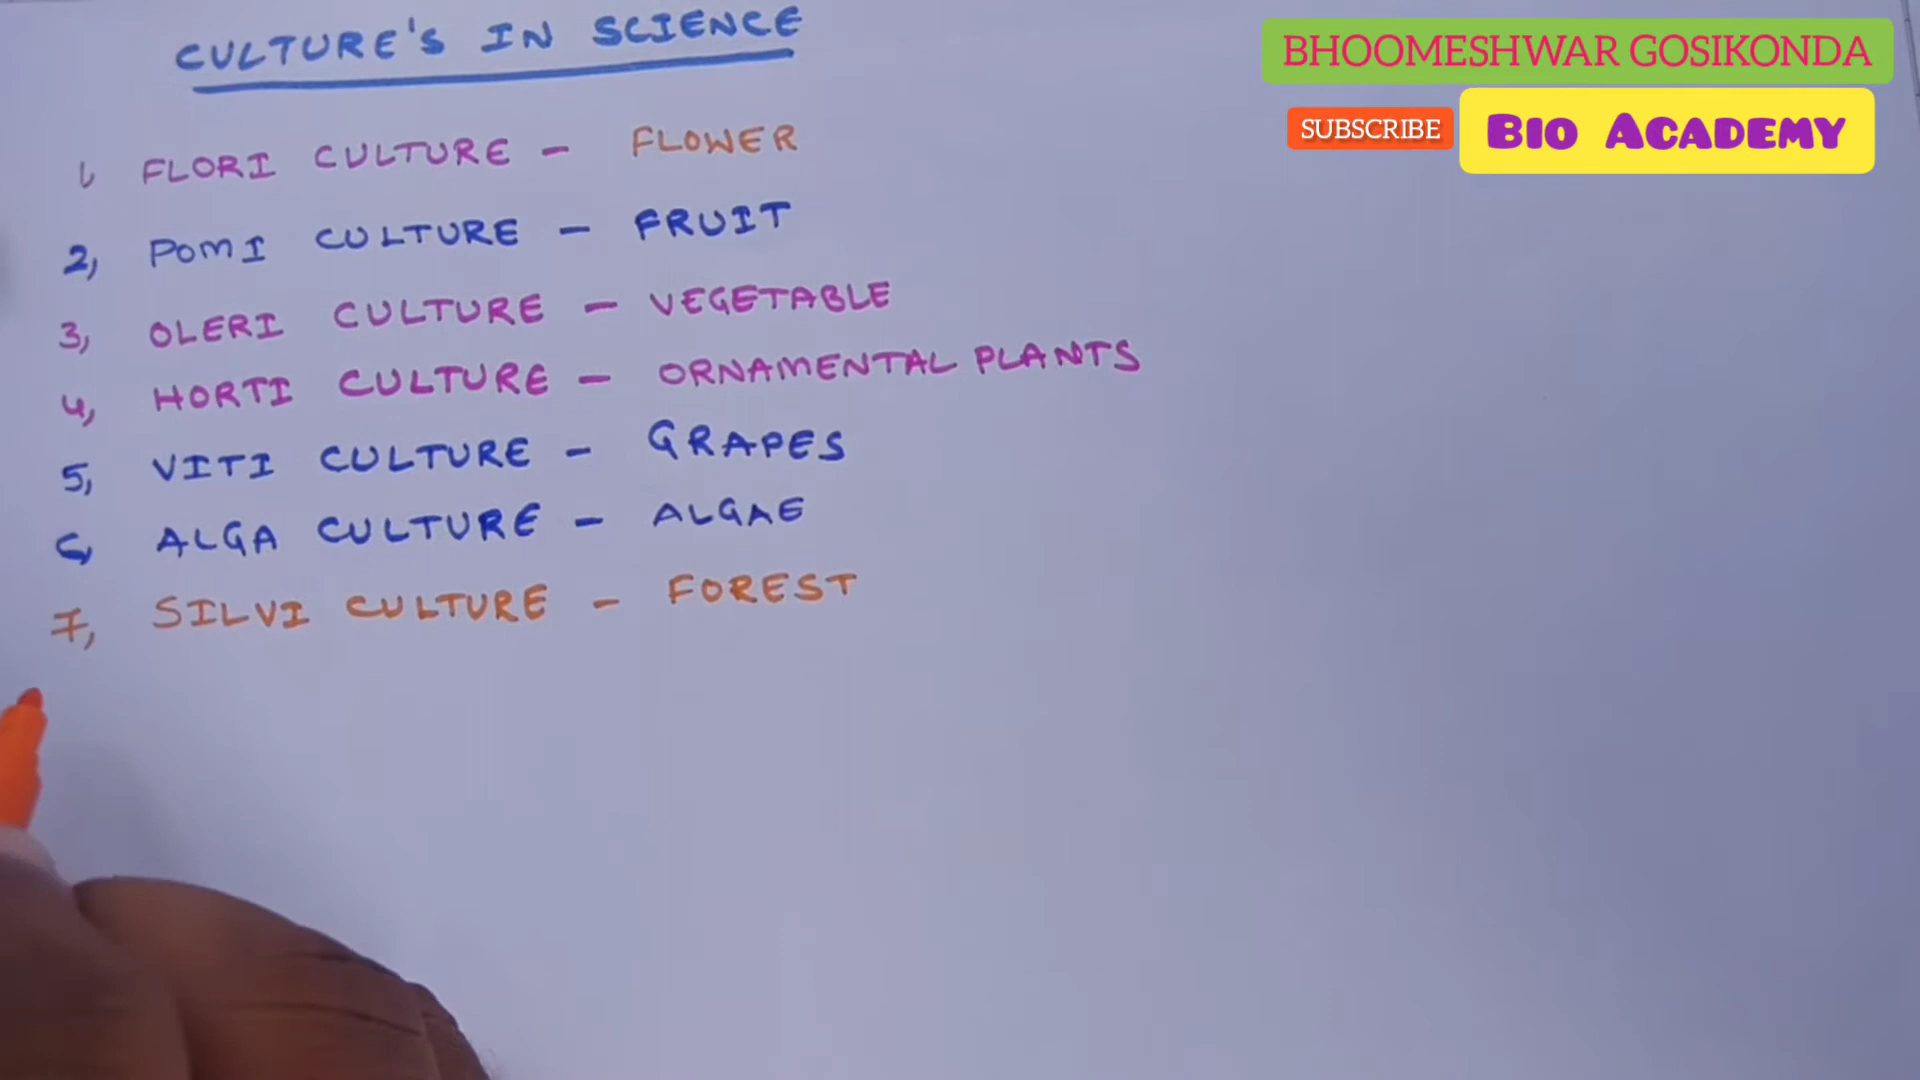 CULTURE'S IN SCIENCE
1, FLORI CULTURE - FLOWER
2, POMI CULTURE - FRUIT
3, OLERI CULTURE - VEGETABLE
4, HORTI CULTURE - ORNAMENTAL PLANTS
5, VITI CULTURE - GRAPES
6, ALGA CULTURE - ALGAE
7, SILVI CULTURE - FOREST
BHOOMESHWAR GOSIKONDA
SUBSCRIBE BIO ACADEMY